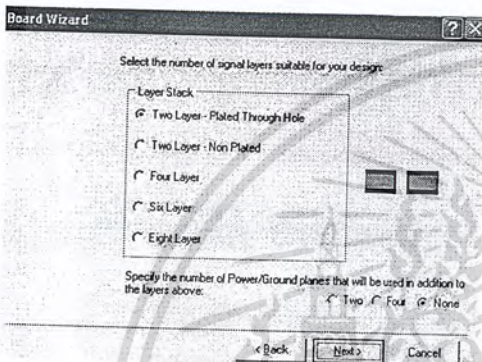 Board Wizard
Select the number of signal layers suitable for your design:
Layer Stack
Two Layer - Plated Through Hole
Two Layer - Non Plated
Four Layer
Six Layer
Eight Layer
Specify the number of Power/Ground planes that will be used in addition to
the layers above:
Two Four None
< Back Next > Cancel